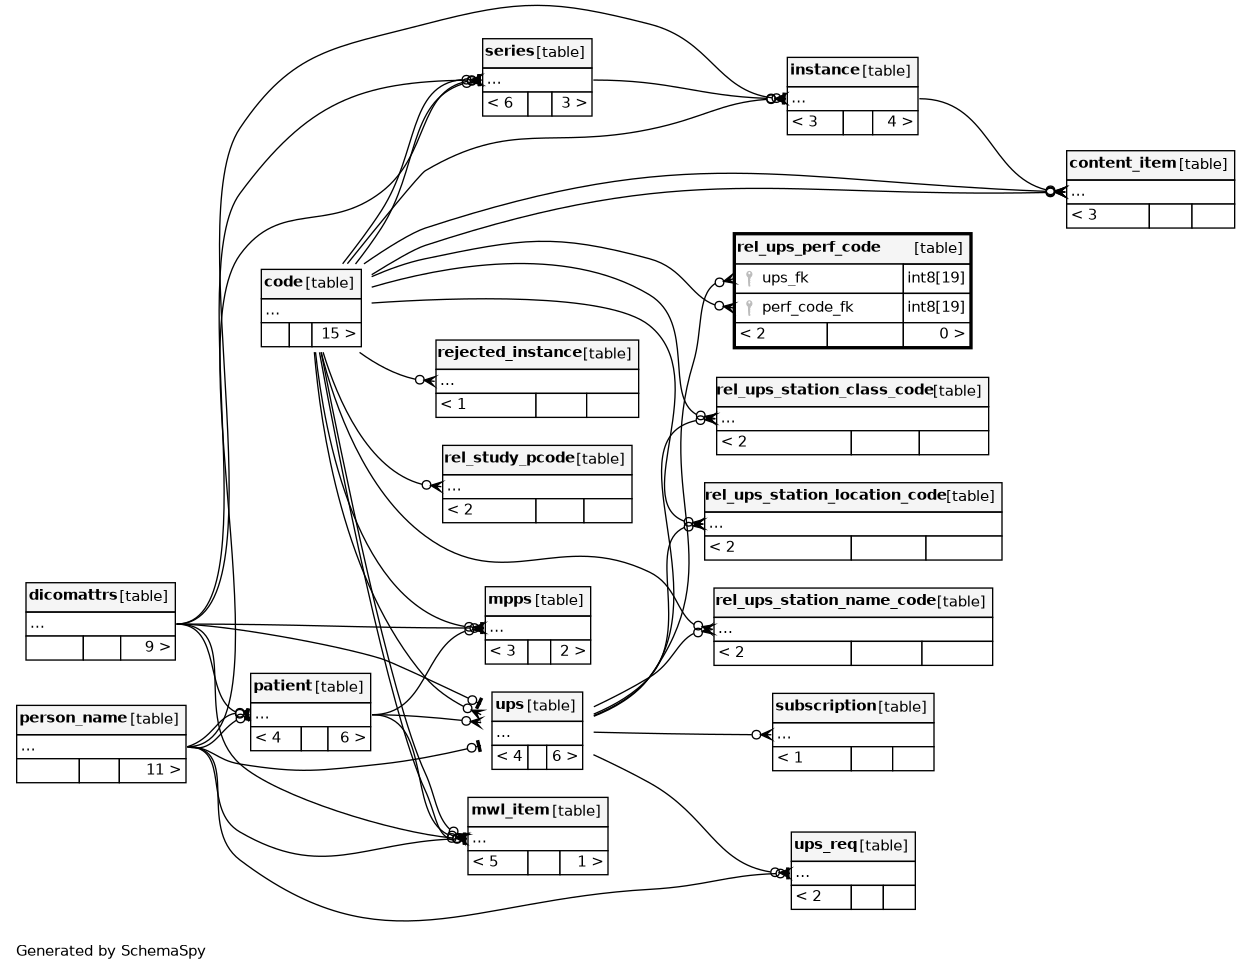 series [table]
...
< 6 3 >
instance [table]
...
< 3 4 >
content_item [table]
...
< 3
rel_ups_perf_code [table]
ups_fk int8[19]
perf_code_fk int8[19]
< 2 0 >
code [table]
...
15 >
rejected_instance [table]
...
< 1
rel_ups_station_class_code [table]
...
< 2
rel_study_pcode [table]
...
< 2
rel_ups_station_location_code [table]
...
< 2
dicomattrs [table]
...
9 >
mpps [table]
...
< 3 2 >
rel_ups_station_name_code [table]
...
< 2
patient [table]
...
< 4 6 >
person_name [table]
...
11 >
ups [table]
...
< 4 6 >
subscription [table]
...
< 1
mwl_item [table]
...
< 5 1 >
ups_req [table]
...
< 2
Generated by SchemaSpy